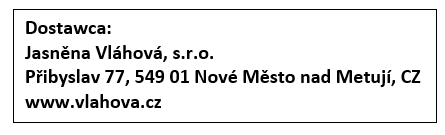 Dostawca:
Jasněna Vláhová, s.r.o.
Přibyslav 77, 549 01 Nové Město nad Metují, CZ
www.vlahova.cz